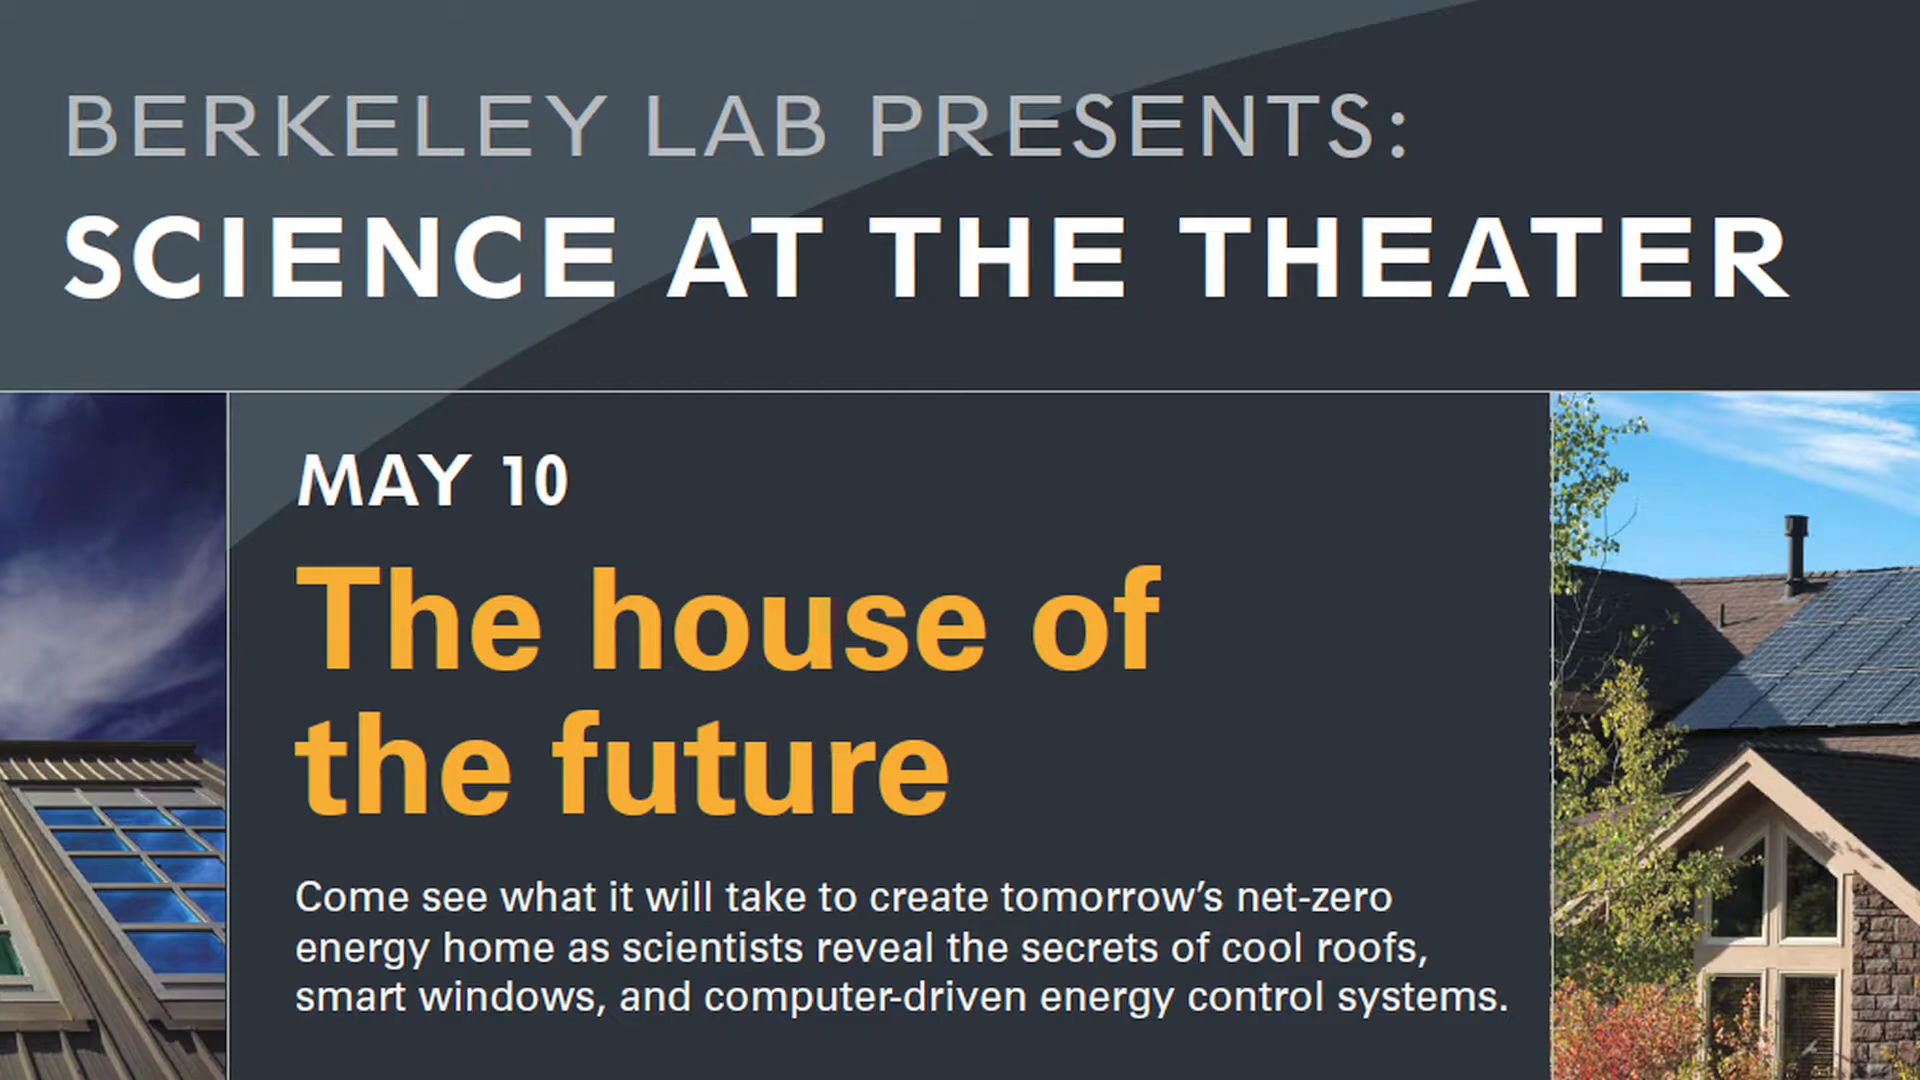 BERKELEY LAB PRESENTS:
SCIENCE AT THE THEATER
MAY 10
The house of
the future
Come see what it will take to create tomorrow’s net-zero
energy home as scientists reveal the secrets of cool roofs,
smart windows, and computer-driven energy control systems.